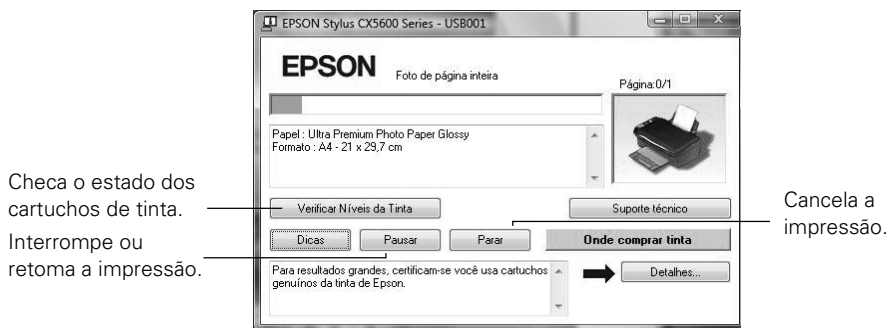 EPSON Stylus CX5600 Series - USB001
EPSON
Foto de página inteira
Página:0/1
Papel : Ultra Premium Photo Paper Glossy
Formato : A4 - 21 x 29,7 cm
Checa o estado dos
cartuchos de tinta.
Verificar Níveis da Tinta
Suporte técnico
Cancela a
impressão.
Interrompe ou
retoma a impressão.
Dicas
Pausar
Parar
Onde comprar tinta
Para resultados grandes, certificam-se você usa cartuchos
genuínos da tinta de Epson.
Detalhes...